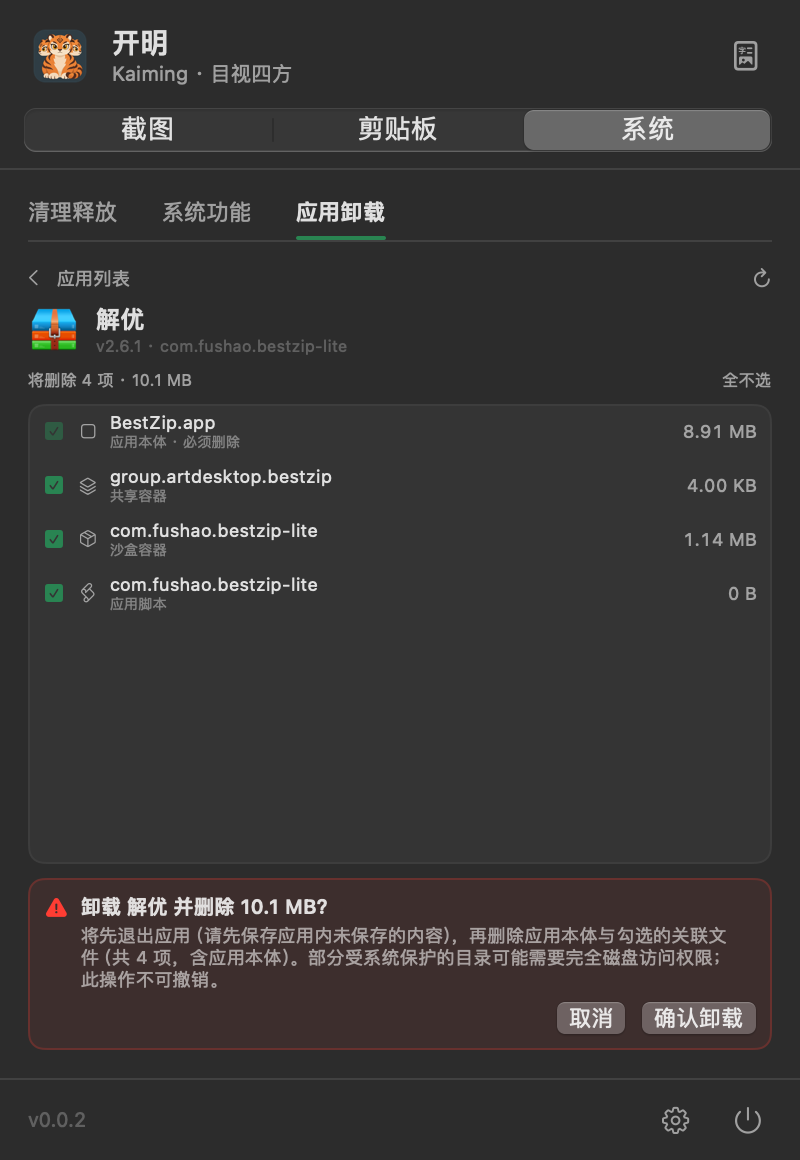 开明
Kaiming · 目视四方
截图
剪贴板
系统
清理释放
系统功能
应用卸载
应用列表
解优
v2.6.1 · com.fushao.bestzip-lite
将删除 4 项 · 10.1 MB
全不选
BestZip.app
8.91 MB
应用本体 · 必须删除
group.artdesktop.bestzip
4.00 KB
共享容器
com.fushao.bestzip-lite
1.14 MB
沙盒容器
com.fushao.bestzip-lite
0 B
应用脚本
卸载 解优 并删除 10.1 MB?
将先退出应用 (请先保存应用内未保存的内容)，再删除应用本体与勾选的关联文
件 (共 4 项，含应用本体)。部分受系统保护的目录可能需要完全磁盘访问权限；
此操作不可撤销。
取消
确认卸载
v0.0.2